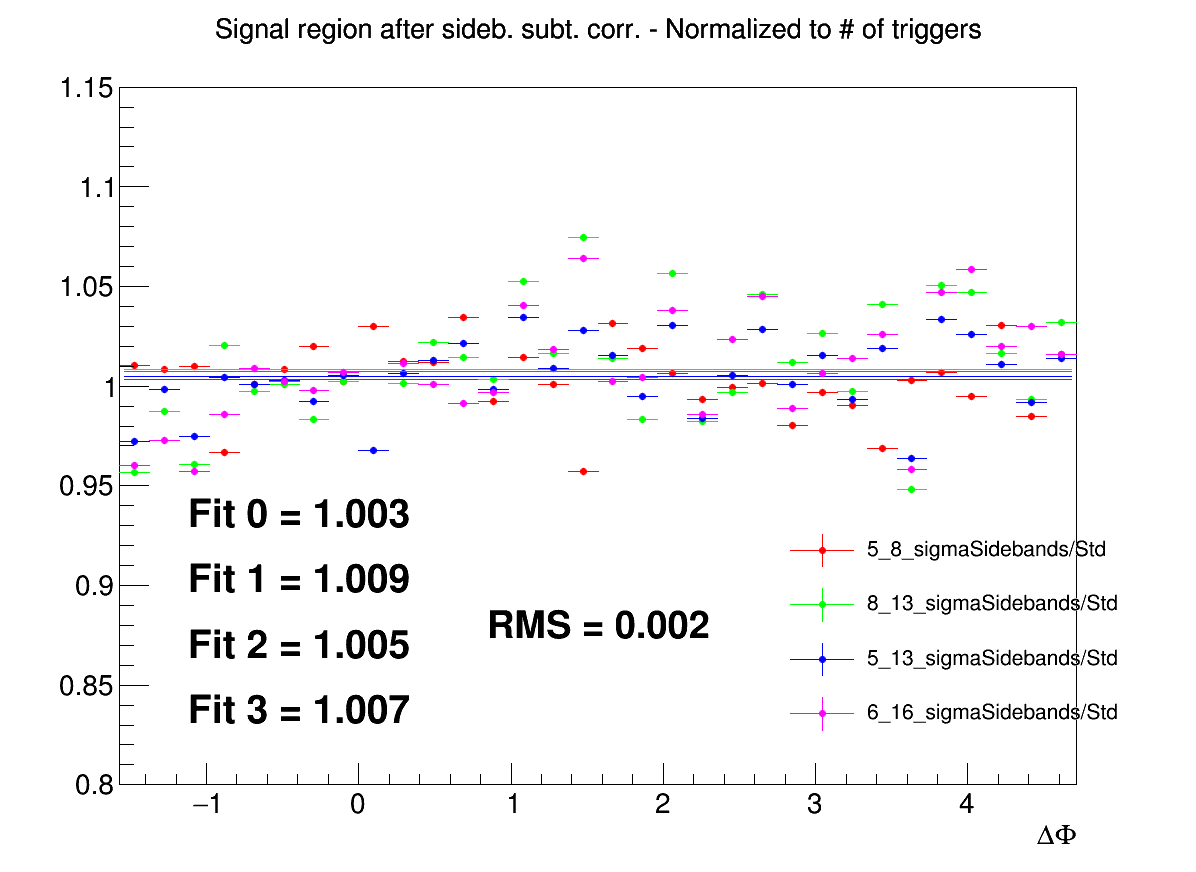 Signal region after sideb. subt. corr. - Normalized to # of triggers
1.15
1.1
1.05
1
0.95
0.9
0.85
0.8
Fit 0 = 1.003
Fit 1 = 1.009
Fit 2 = 1.005
Fit 3 = 1.007
RMS = 0.002
5_8_sigmaSidebands/Std
8_13_sigmaSidebands/Std
5_13_sigmaSidebands/Std
6_16_sigmaSidebands/Std
−1 0 1 2 3 4
ΔΦ